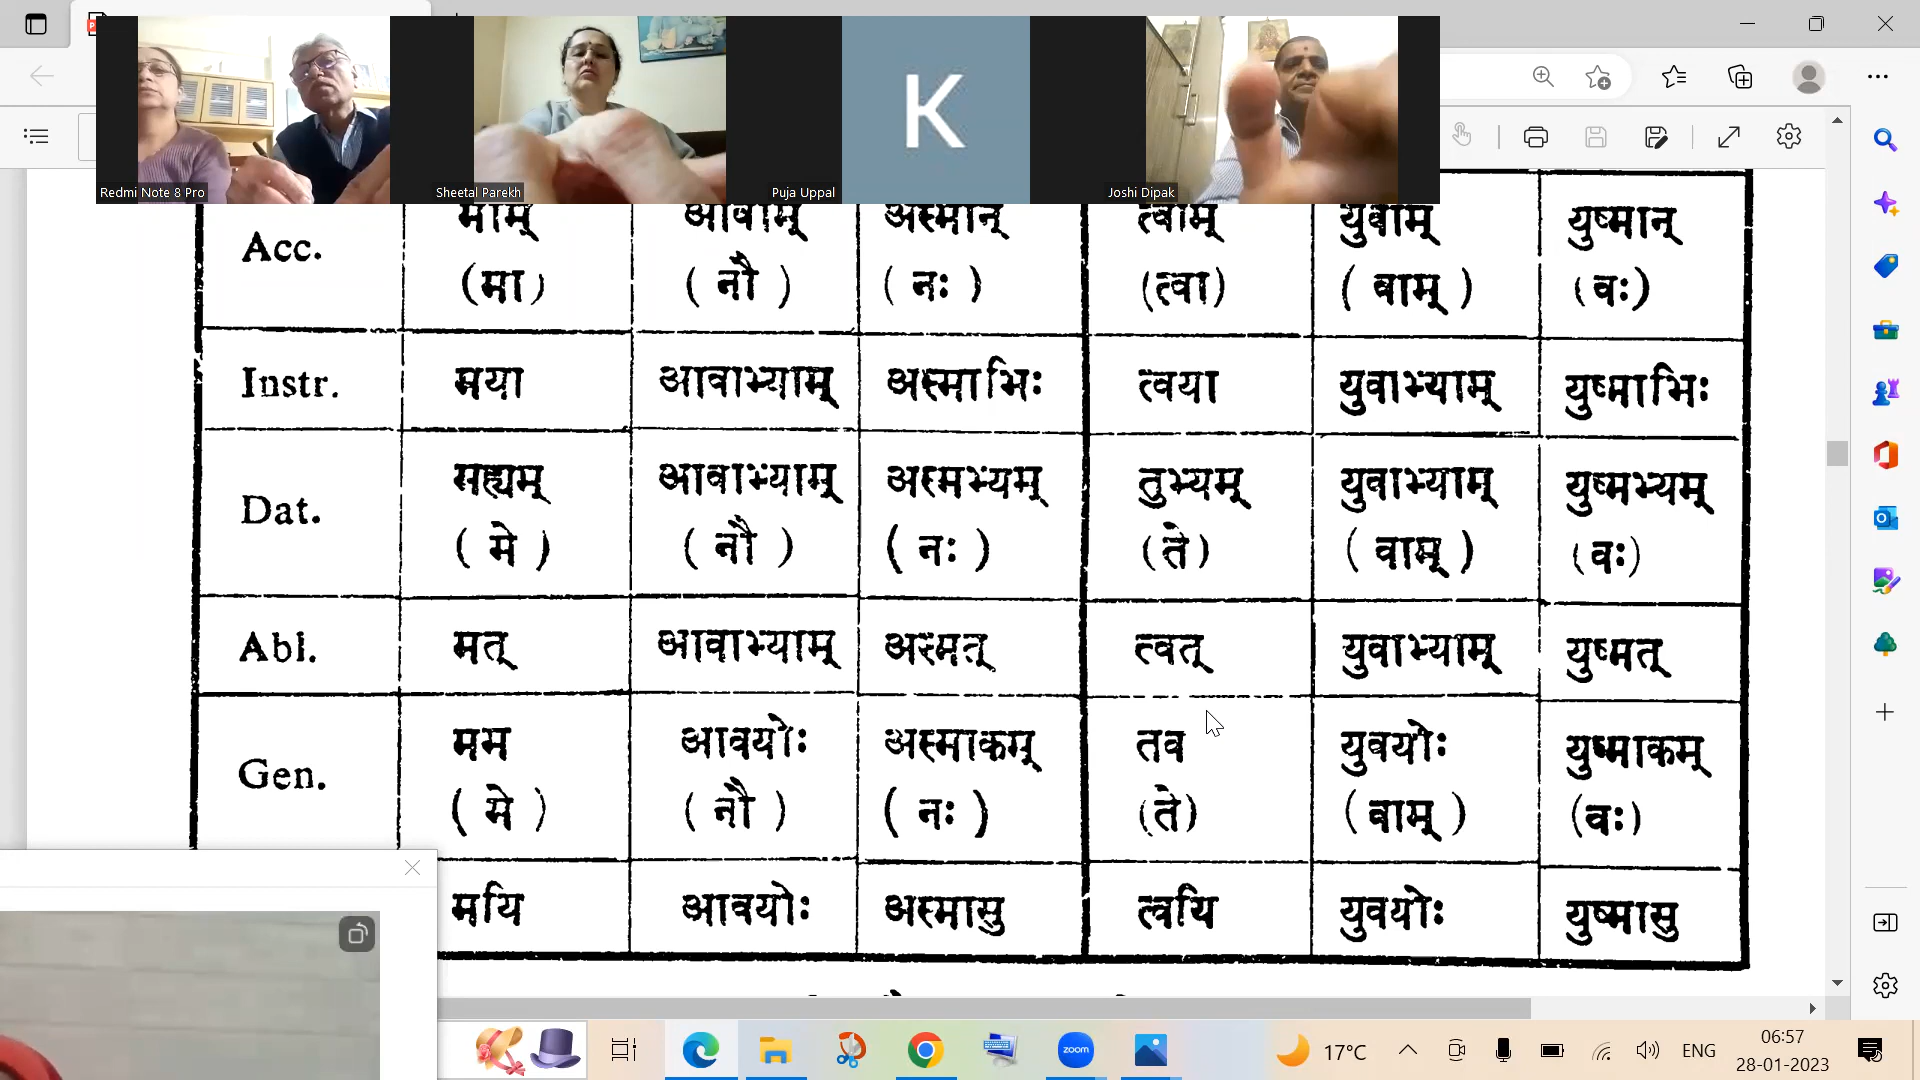 Redmi Note 8 Pro
Sheetal Parekh
Puja Uppal
K
Joshi Dipak
Acc. माम् आवाम् अस्मान् त्वाम् युवाम् युष्मान्
(मा) (नौ) (नः) (त्वा) (वाम्) (वः)
Instr. मया आवाभ्याम् अस्माभिः त्वया युवाभ्याम् युष्माभिः
Dat. मह्यम् आवाभ्याम् अस्मभ्यम् तुभ्यम् युवाभ्याम् युष्मभ्यम्
(मे) (नौ) (नः) (ते) (वाम्) (वः)
Abl. मत् आवाभ्याम् अस्मत् त्वत् युवाभ्याम् युष्मत्
Gen. मम आवयोः अस्माकम् तव युवयोः युष्माकम्
(मे) (नौ) (नः) (ते) (वाम्) (वः)
मयि आवयोः अस्मासु त्वयि युवयोः युष्मासु
zoom
17°C
ENG
06:57
28-01-2023